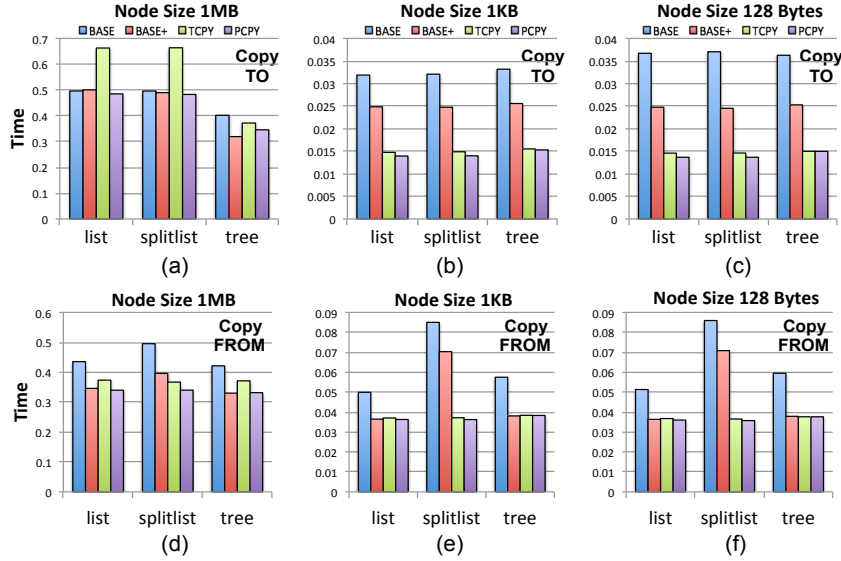 Node Size 1MB
BASE BASE+ TCPY PCPY
Copy
TO
Time
0.7
0.6
0.5
0.4
0.3
0.2
0.1
0
list splitlist tree
(a)
Node Size 1KB
BASE BASE+ TCPY PCPY
Copy
TO
0.04
0.035
0.03
0.025
0.02
0.015
0.01
0.005
0
list splitlist tree
(b)
Node Size 128 Bytes
BASE BASE+ TCPY PCPY
Copy
TO
0.04
0.035
0.03
0.025
0.02
0.015
0.01
0.005
0
list splitlist tree
(c)
Node Size 1MB
Copy
FROM
Time
0.6
0.5
0.4
0.3
0.2
0.1
0
list splitlist tree
(d)
Node Size 1KB
Copy
FROM
0.09
0.08
0.07
0.06
0.05
0.04
0.03
0.02
0.01
0
list splitlist tree
(e)
Node Size 128 Bytes
Copy
FROM
0.09
0.08
0.07
0.06
0.05
0.04
0.03
0.02
0.01
0
list splitlist tree
(f)